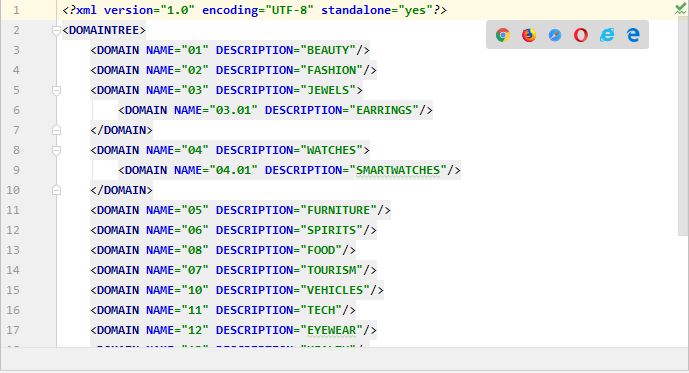 1 <?xml version="1.0" encoding="UTF-8" standalone="yes"?>
2 <DOMAINTREE>
3 <DOMAIN NAME="01" DESCRIPTION="BEAUTY"/>
4 <DOMAIN NAME="02" DESCRIPTION="FASHION"/>
5 <DOMAIN NAME="03" DESCRIPTION="JEWELS">
6 <DOMAIN NAME="03.01" DESCRIPTION="EARRINGS"/>
7 </DOMAIN>
8 <DOMAIN NAME="04" DESCRIPTION="WATCHES">
9 <DOMAIN NAME="04.01" DESCRIPTION="SMARTWATCHES"/>
10 </DOMAIN>
11 <DOMAIN NAME="05" DESCRIPTION="FURNITURE"/>
12 <DOMAIN NAME="06" DESCRIPTION="SPIRITS"/>
13 <DOMAIN NAME="08" DESCRIPTION="FOOD"/>
14 <DOMAIN NAME="07" DESCRIPTION="TOURISM"/>
15 <DOMAIN NAME="10" DESCRIPTION="VEHICLES"/>
16 <DOMAIN NAME="11" DESCRIPTION="TECH"/>
17 <DOMAIN NAME="12" DESCRIPTION="EYEWEAR"/>